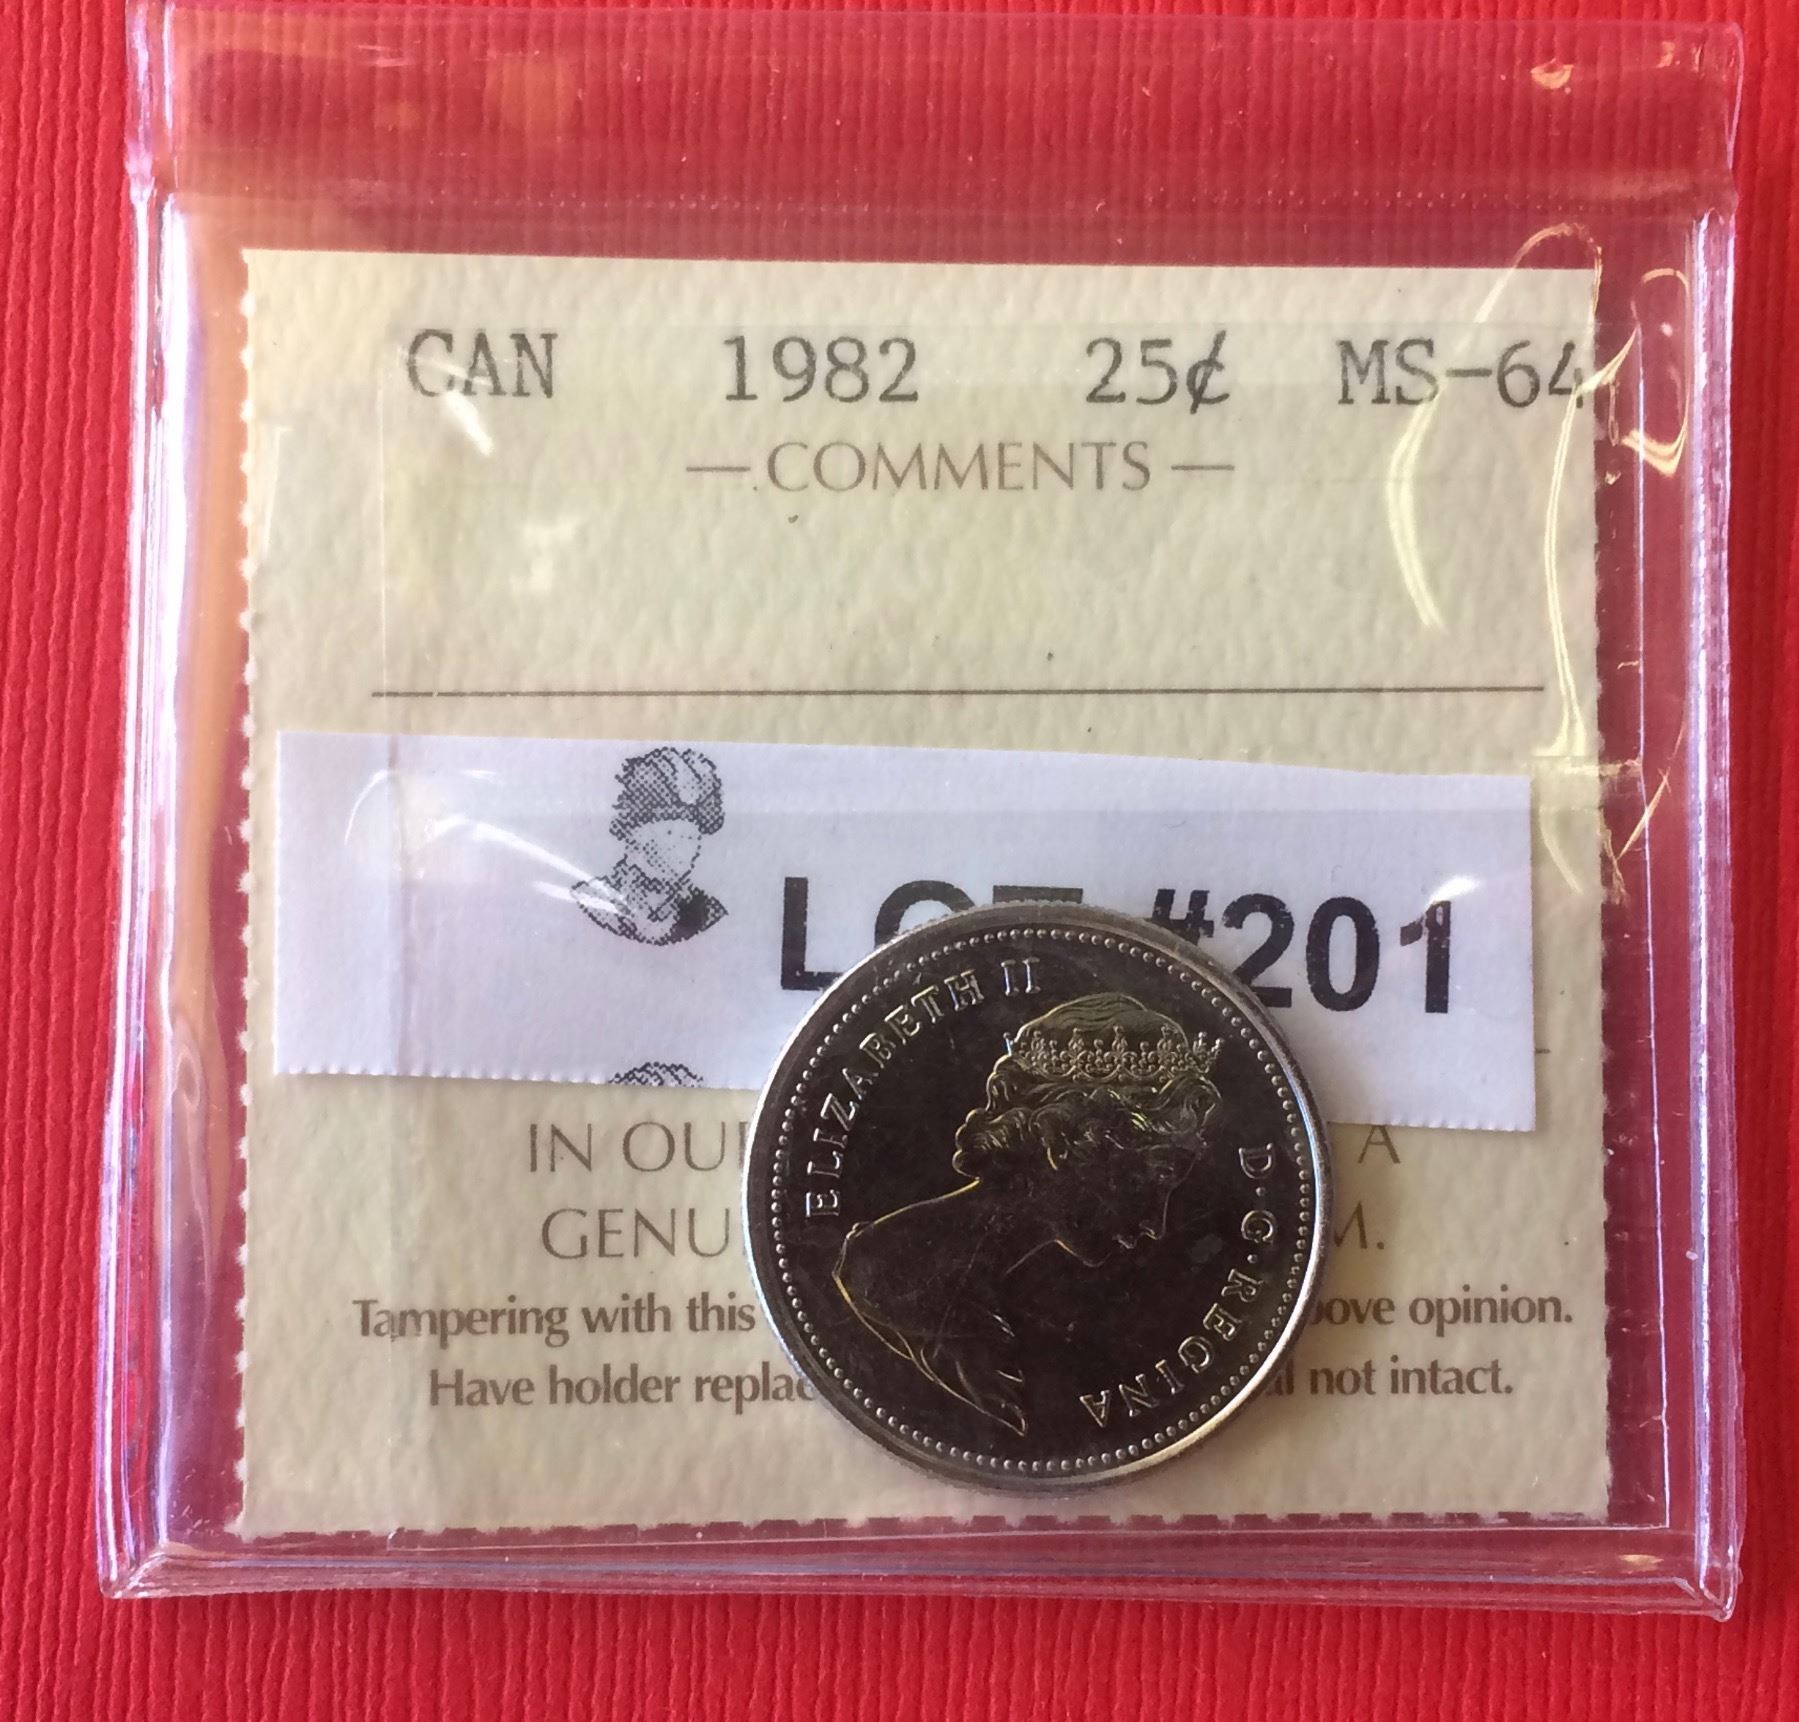 CAN 1982 25¢ MS-64
— COMMENTS —
LOT #201
IN OU A
GENU M.
Tampering with this ove opinion.
Have holder replac l not intact.
ELIZABETH II D·G·REGINA